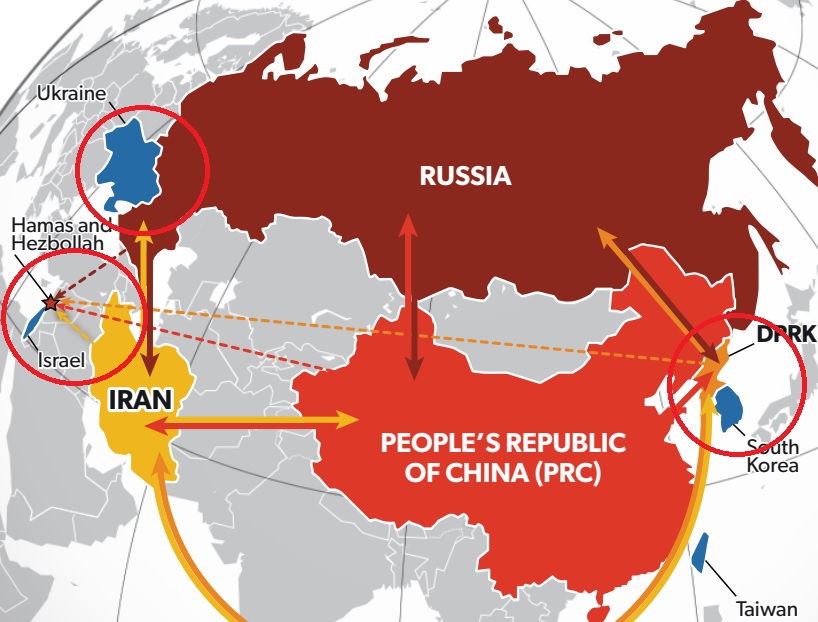 Ukraine
RUSSIA
Hamas and
Hezbollah
Israel
DPRK
IRAN
PEOPLE'S REPUBLIC
OF CHINA (PRC)
South
Korea
Taiwan